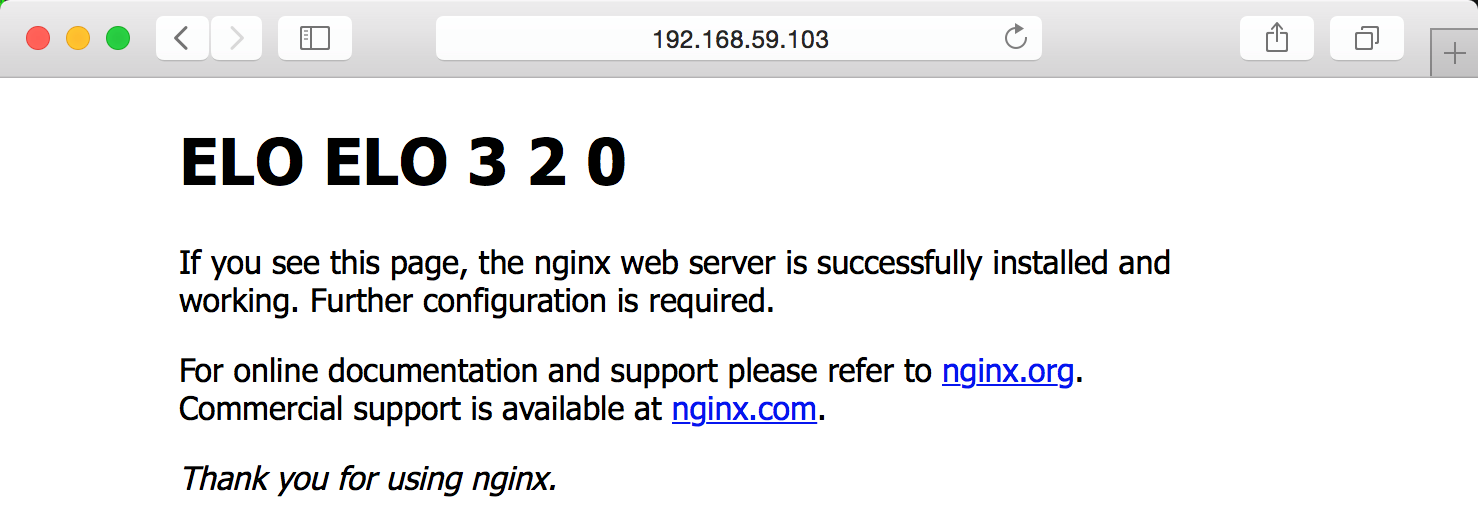 192.168.59.103
ELO ELO 3 2 0
If you see this page, the nginx web server is successfully installed and
working. Further configuration is required.
For online documentation and support please refer to nginx.org.
Commercial support is available at nginx.com.
Thank you for using nginx.